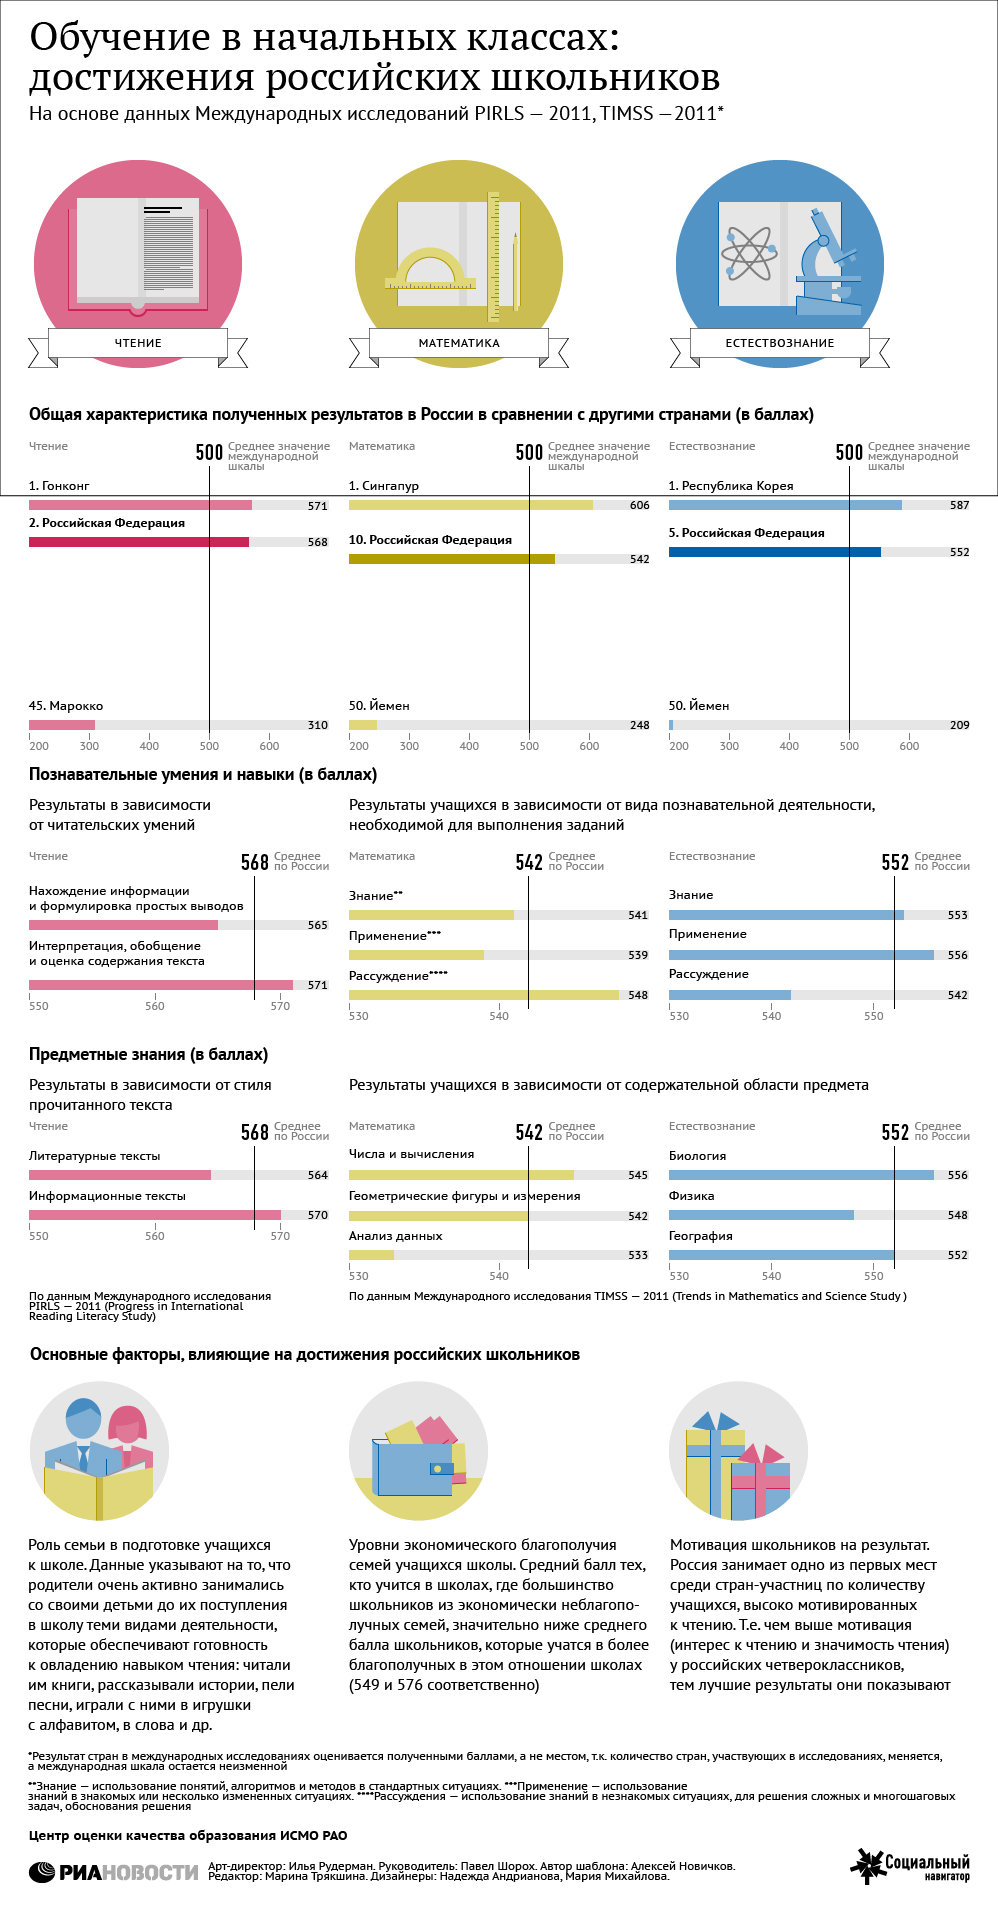 Обучение в начальных классах:
достижения российских школьников
На основе данных Международных исследований PIRLS — 2011, TIMSS —2011*
ЧТЕНИЕ
МАТЕМАТИКА
ЕСТЕСТВОЗНАНИЕ
Общая характеристика полученных результатов в России в сравнении с другими странами (в баллах)
Чтение
500 Среднее значение
международной
шкалы
1. Гонконг
571
2. Российская Федерация
568
45. Марокко
310
200 300 400 500 600
Математика
500 Среднее значение
международной
шкалы
1. Сингапур
606
10. Российская Федерация
542
50. Йемен
248
200 300 400 500 600
Естествознание
500 Среднее значение
международной
шкалы
1. Республика Корея
587
5. Российская Федерация
552
50. Йемен
209
200 300 400 500 600
Познавательные умения и навыки (в баллах)
Результаты в зависимости
от читательских умений
Чтение
568 Среднее
по России
Нахождение информации
и формулировка простых выводов
565
Интерпретация, обобщение
и оценка содержания текста
571
550 560 570
Результаты учащихся в зависимости от вида познавательной деятельности,
необходимой для выполнения заданий
Математика
542 Среднее
по России
Знание**
541
Применение***
539
Рассуждение****
548
530 540
Естествознание
552 Среднее
по России
Знание
553
Применение
556
Рассуждение
542
530 540 550
Предметные знания (в баллах)
Результаты в зависимости от стиля
прочитанного текста
Чтение
568 Среднее
по России
Литературные тексты
564
Информационные тексты
570
550 560 570
Результаты учащихся в зависимости от содержательной области предмета
Математика
542 Среднее
по России
Числа и вычисления
545
Геометрические фигуры и измерения
542
Анализ данных
533
530 540
Естествознание
552 Среднее
по России
Биология
556
Физика
548
География
552
530 540 550
По данным Международного исследования
PIRLS — 2011 (Progress in International
Reading Literacy Study)
По данным Международного исследования TIMSS — 2011 (Trends in Mathematics and Science Study )
Основные факторы, влияющие на достижения российских школьников
Роль семьи в подготовке учащихся
к школе. Данные указывают на то, что
родители очень активно занимались
со своими детьми до их поступления
в школу теми видами деятельности,
которые обеспечивают готовность
к овладению навыком чтения: читали
им книги, рассказывали истории, пели
песни, играли с ними в игрушки
с алфавитом, в слова и др.
Уровни экономического благополучия
семей учащихся школы. Средний балл тех,
кто учится в школах, где большинство
школьников из экономически неблагопо-
лучных семей, значительно ниже среднего
балла школьников, которые учатся в более
благополучных в этом отношении школах
(549 и 576 соответственно)
Мотивация школьников на результат.
Россия занимает одно из первых мест
среди стран-участниц по количеству
учащихся, высоко мотивированных
к чтению. Т.е. чем выше мотивация
(интерес к чтению и значимость чтения)
у российских четвероклассников,
тем лучшие результаты они показывают
*Результат стран в международных исследованиях оценивается полученными баллами, а не местом, т.к. количество стран, участвующих в исследованиях, меняется,
а международная шкала остается неизменной
**Знание — использование понятий, алгоритмов и методов в стандартных ситуациях. ***Применение — использование
знаний в знакомых или несколько измененных ситуациях. ****Рассуждения — использование знаний в незнакомых ситуациях, для решения сложных и многошаговых
задач, обоснования решения
Центр оценки качества образования ИСМО РАО
РИАНОВОСТИ
Арт-директор: Илья Рудерман. Руководитель: Павел Шорох. Автор шаблона: Алексей Новичков.
Редактор: Марина Трякшина. Дизайнеры: Надежда Андрианова, Мария Михайлова.
Социальный
навигатор